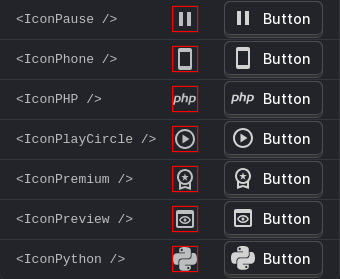 <IconPause /> Button
<IconPhone /> Button
<IconPHP /> php php Button
<IconPlayCircle /> Button
<IconPremium /> Button
<IconPreview /> Button
<IconPython /> Button